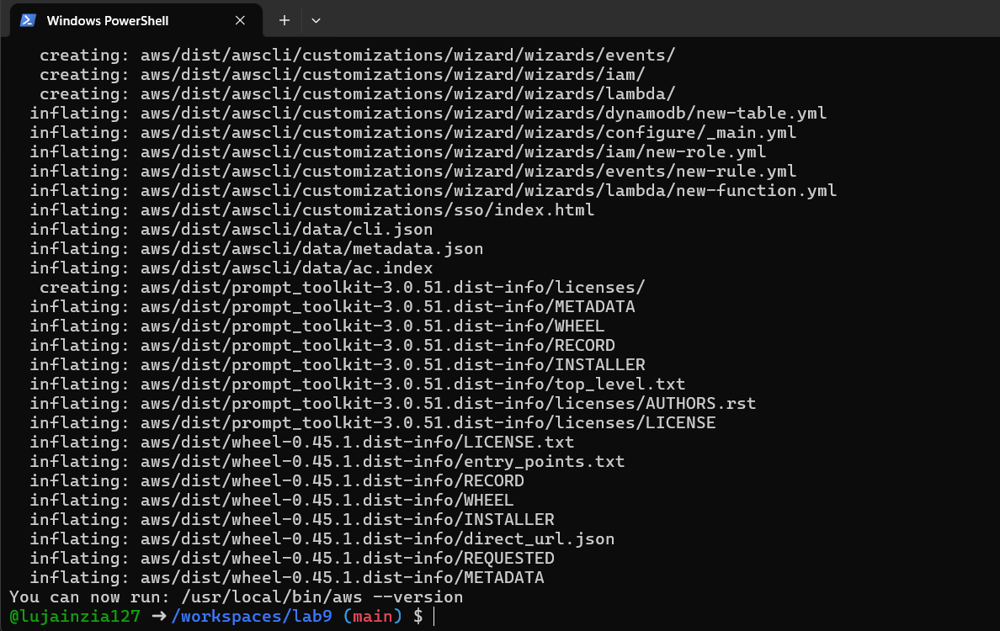 Windows PowerShell
creating: aws/dist/awscli/customizations/wizard/wizards/events/
creating: aws/dist/awscli/customizations/wizard/wizards/iam/
creating: aws/dist/awscli/customizations/wizard/wizards/lambda/
inflating: aws/dist/awscli/customizations/wizard/wizards/dynamodb/new-table.yml
inflating: aws/dist/awscli/customizations/wizard/wizards/configure/_main.yml
inflating: aws/dist/awscli/customizations/wizard/wizards/iam/new-role.yml
inflating: aws/dist/awscli/customizations/wizard/wizards/events/new-rule.yml
inflating: aws/dist/awscli/customizations/wizard/wizards/lambda/new-function.yml
inflating: aws/dist/awscli/customizations/sso/index.html
inflating: aws/dist/awscli/data/cli.json
inflating: aws/dist/awscli/data/metadata.json
inflating: aws/dist/awscli/data/ac.index
creating: aws/dist/prompt_toolkit-3.0.51.dist-info/licenses/
inflating: aws/dist/prompt_toolkit-3.0.51.dist-info/METADATA
inflating: aws/dist/prompt_toolkit-3.0.51.dist-info/WHEEL
inflating: aws/dist/prompt_toolkit-3.0.51.dist-info/RECORD
inflating: aws/dist/prompt_toolkit-3.0.51.dist-info/INSTALLER
inflating: aws/dist/prompt_toolkit-3.0.51.dist-info/top_level.txt
inflating: aws/dist/prompt_toolkit-3.0.51.dist-info/licenses/AUTHORS.rst
inflating: aws/dist/prompt_toolkit-3.0.51.dist-info/licenses/LICENSE
inflating: aws/dist/wheel-0.45.1.dist-info/LICENSE.txt
inflating: aws/dist/wheel-0.45.1.dist-info/entry_points.txt
inflating: aws/dist/wheel-0.45.1.dist-info/RECORD
inflating: aws/dist/wheel-0.45.1.dist-info/WHEEL
inflating: aws/dist/wheel-0.45.1.dist-info/INSTALLER
inflating: aws/dist/wheel-0.45.1.dist-info/direct_url.json
inflating: aws/dist/wheel-0.45.1.dist-info/REQUESTED
inflating: aws/dist/wheel-0.45.1.dist-info/METADATA
You can now run: /usr/local/bin/aws --version
@lujainzia127 ➜ /workspaces/lab9 (main) $